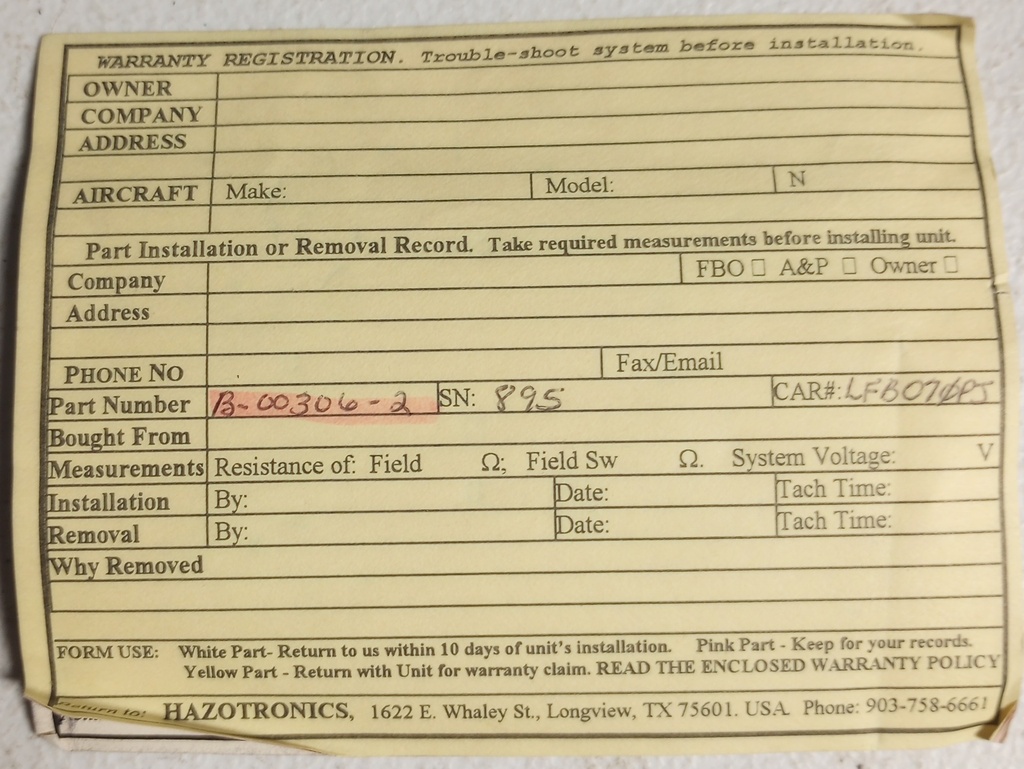 WARRANTY REGISTRATION. Trouble-shoot system before installation.
OWNER
COMPANY
ADDRESS
AIRCRAFT Make: Model: N
Part Installation or Removal Record. Take required measurements before installing unit.
Company FBO □ A&P □ Owner □
Address
PHONE NO Fax/Email
Part Number B-00306-2 SN: 895 CAR#:
Bought From
Measurements Resistance of: Field Ω; Field Sw Ω. System Voltage: V
Installation By: Date: Tach Time:
Removal By: Date: Tach Time:
Why Removed
FORM USE: White Part- Return to us within 10 days of unit's installation. Pink Part - Keep for your records.
Yellow Part - Return with Unit for warranty claim. READ THE ENCLOSED WARRANTY POLICY
Return to: HAZOTRONICS, 1622 E. Whaley St., Longview, TX 75601. USA Phone: 903-758-6661